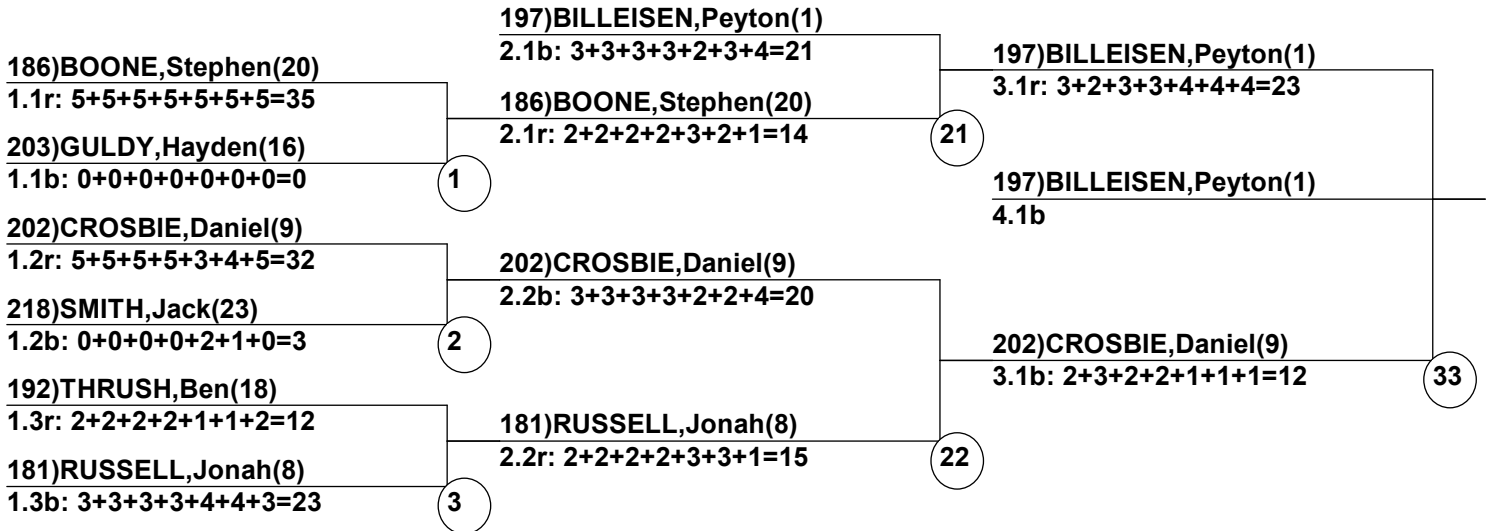 186)BOONE,Stephen(20)
1.1r: 5+5+5+5+5+5+5=35
203)GULDY,Hayden(16)
1.1b: 0+0+0+0+0+0+0=0
1
202)CROSBIE,Daniel(9)
1.2r: 5+5+5+5+3+4+5=32
218)SMITH,Jack(23)
1.2b: 0+0+0+0+2+1+0=3
2
192)THRUSH,Ben(18)
1.3r: 2+2+2+2+1+1+2=12
181)RUSSELL,Jonah(8)
1.3b: 3+3+3+3+4+4+3=23
3
197)BILLEISEN,Peyton(1)
2.1b: 3+3+3+3+2+3+4=21
186)BOONE,Stephen(20)
2.1r: 2+2+2+2+3+2+1=14
21
202)CROSBIE,Daniel(9)
2.2b: 3+3+3+3+2+2+4=20
181)RUSSELL,Jonah(8)
2.2r: 2+2+2+2+3+3+1=15
22
197)BILLEISEN,Peyton(1)
3.1r: 3+2+3+3+4+4+4=23
197)BILLEISEN,Peyton(1)
4.1b
202)CROSBIE,Daniel(9)
3.1b: 2+3+2+2+1+1+1=12
33